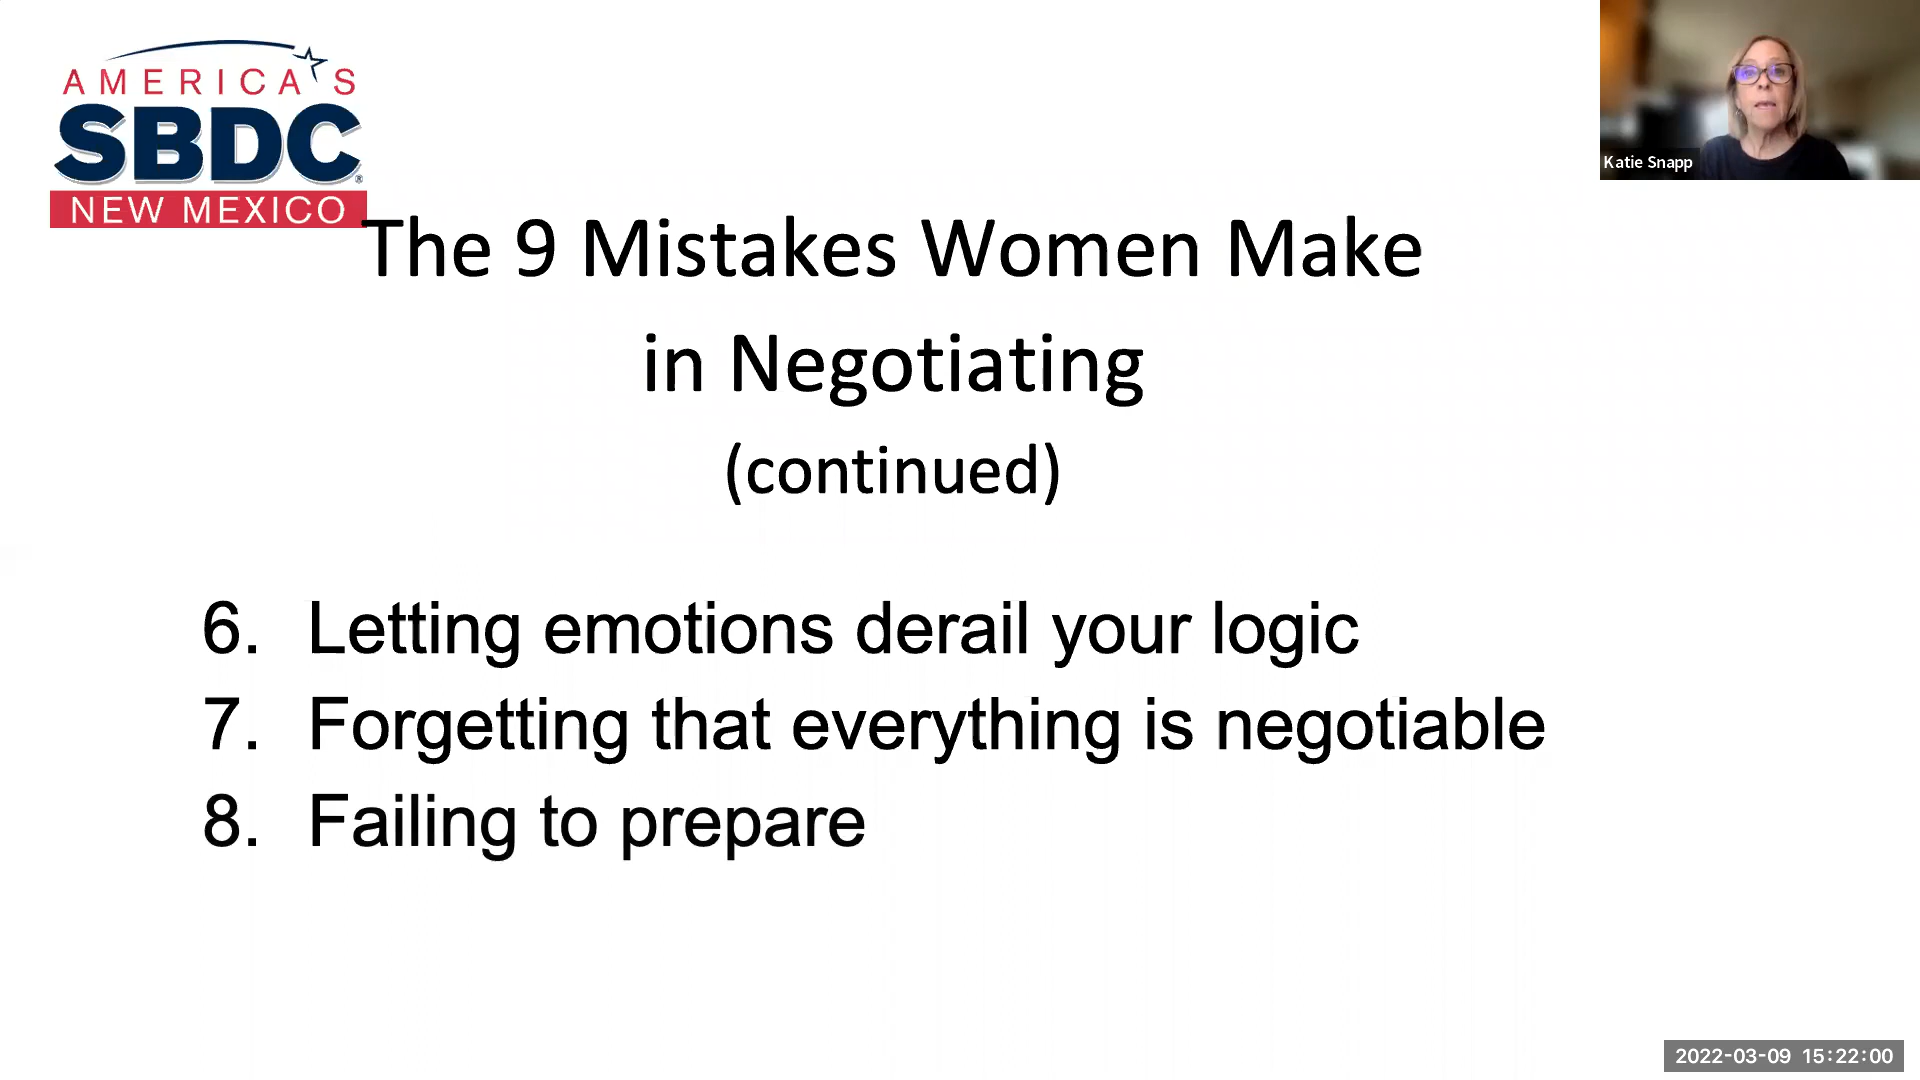 AMERICA'S
SBDC
NEW MEXICO
Katie Snapp
The 9 Mistakes Women Make
in Negotiating
(continued)
6. Letting emotions derail your logic
7. Forgetting that everything is negotiable
8. Failing to prepare
2022-03-09 15:22:00